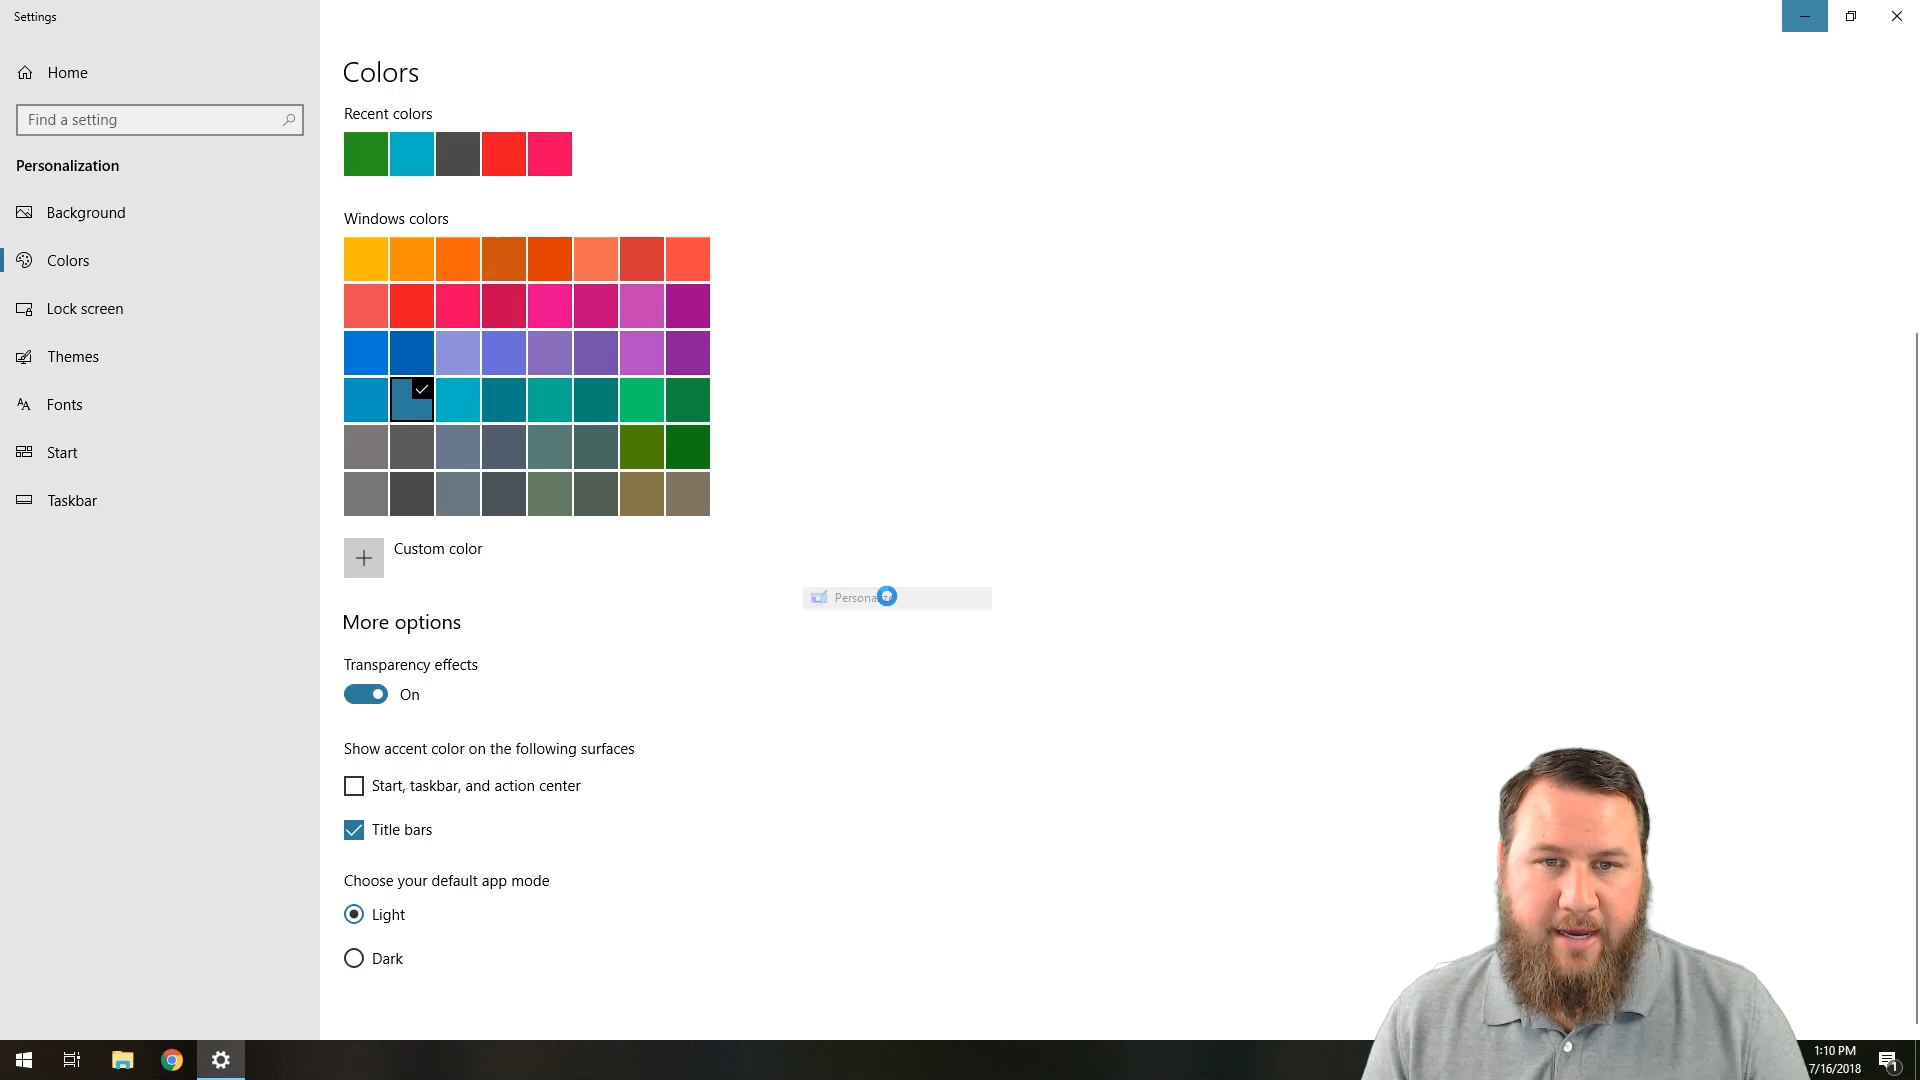 Settings
Home
Find a setting
Personalization
Background
Colors
Lock screen
Themes
Fonts
Start
Taskbar
Colors
Recent colors
Windows colors
Custom color
Personalize
More options
Transparency effects
On
Show accent color on the following surfaces
Start, taskbar, and action center
Title bars
Choose your default app mode
Light
Dark
1:10 PM
7/16/2018
1